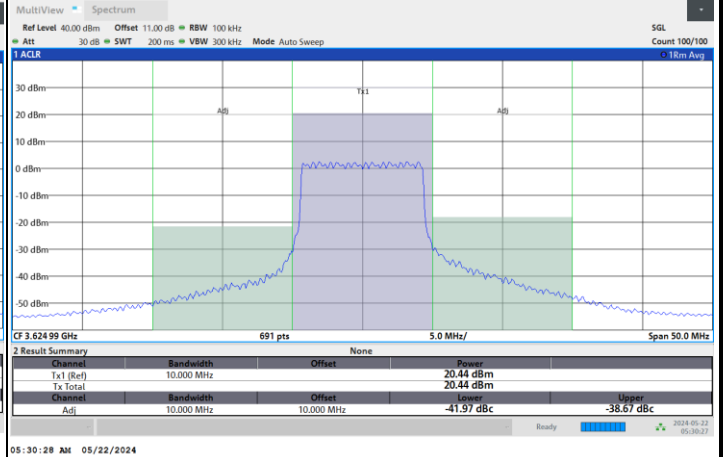 MultiView Spectrum
Ref Level 40.00 dBm Offset 11.00 dB RBW 100 kHz SGL
Att 30 dB SWT 200 ms VBW 300 kHz Mode Auto Sweep Count 100/100
1 ACLR 1Rm Avg
30 dBm
Tx1
20 dBm
Adj Adj
10 dBm
0 dBm
-10 dBm
-20 dBm
-30 dBm
-40 dBm
-50 dBm
CF 3.624 99 GHz 691 pts 5.0 MHz/ Span 50.0 MHz
2 Result Summary None
Channel Bandwidth Offset Power
Tx1 (Ref) 10.000 MHz 20.44 dBm
Tx Total 20.44 dBm
Channel Bandwidth Offset Lower Upper
Adj 10.000 MHz 10.000 MHz -41.97 dBc -38.67 dBc
Ready 2024-05-22
05:30:27
05:30:28 AM 05/22/2024